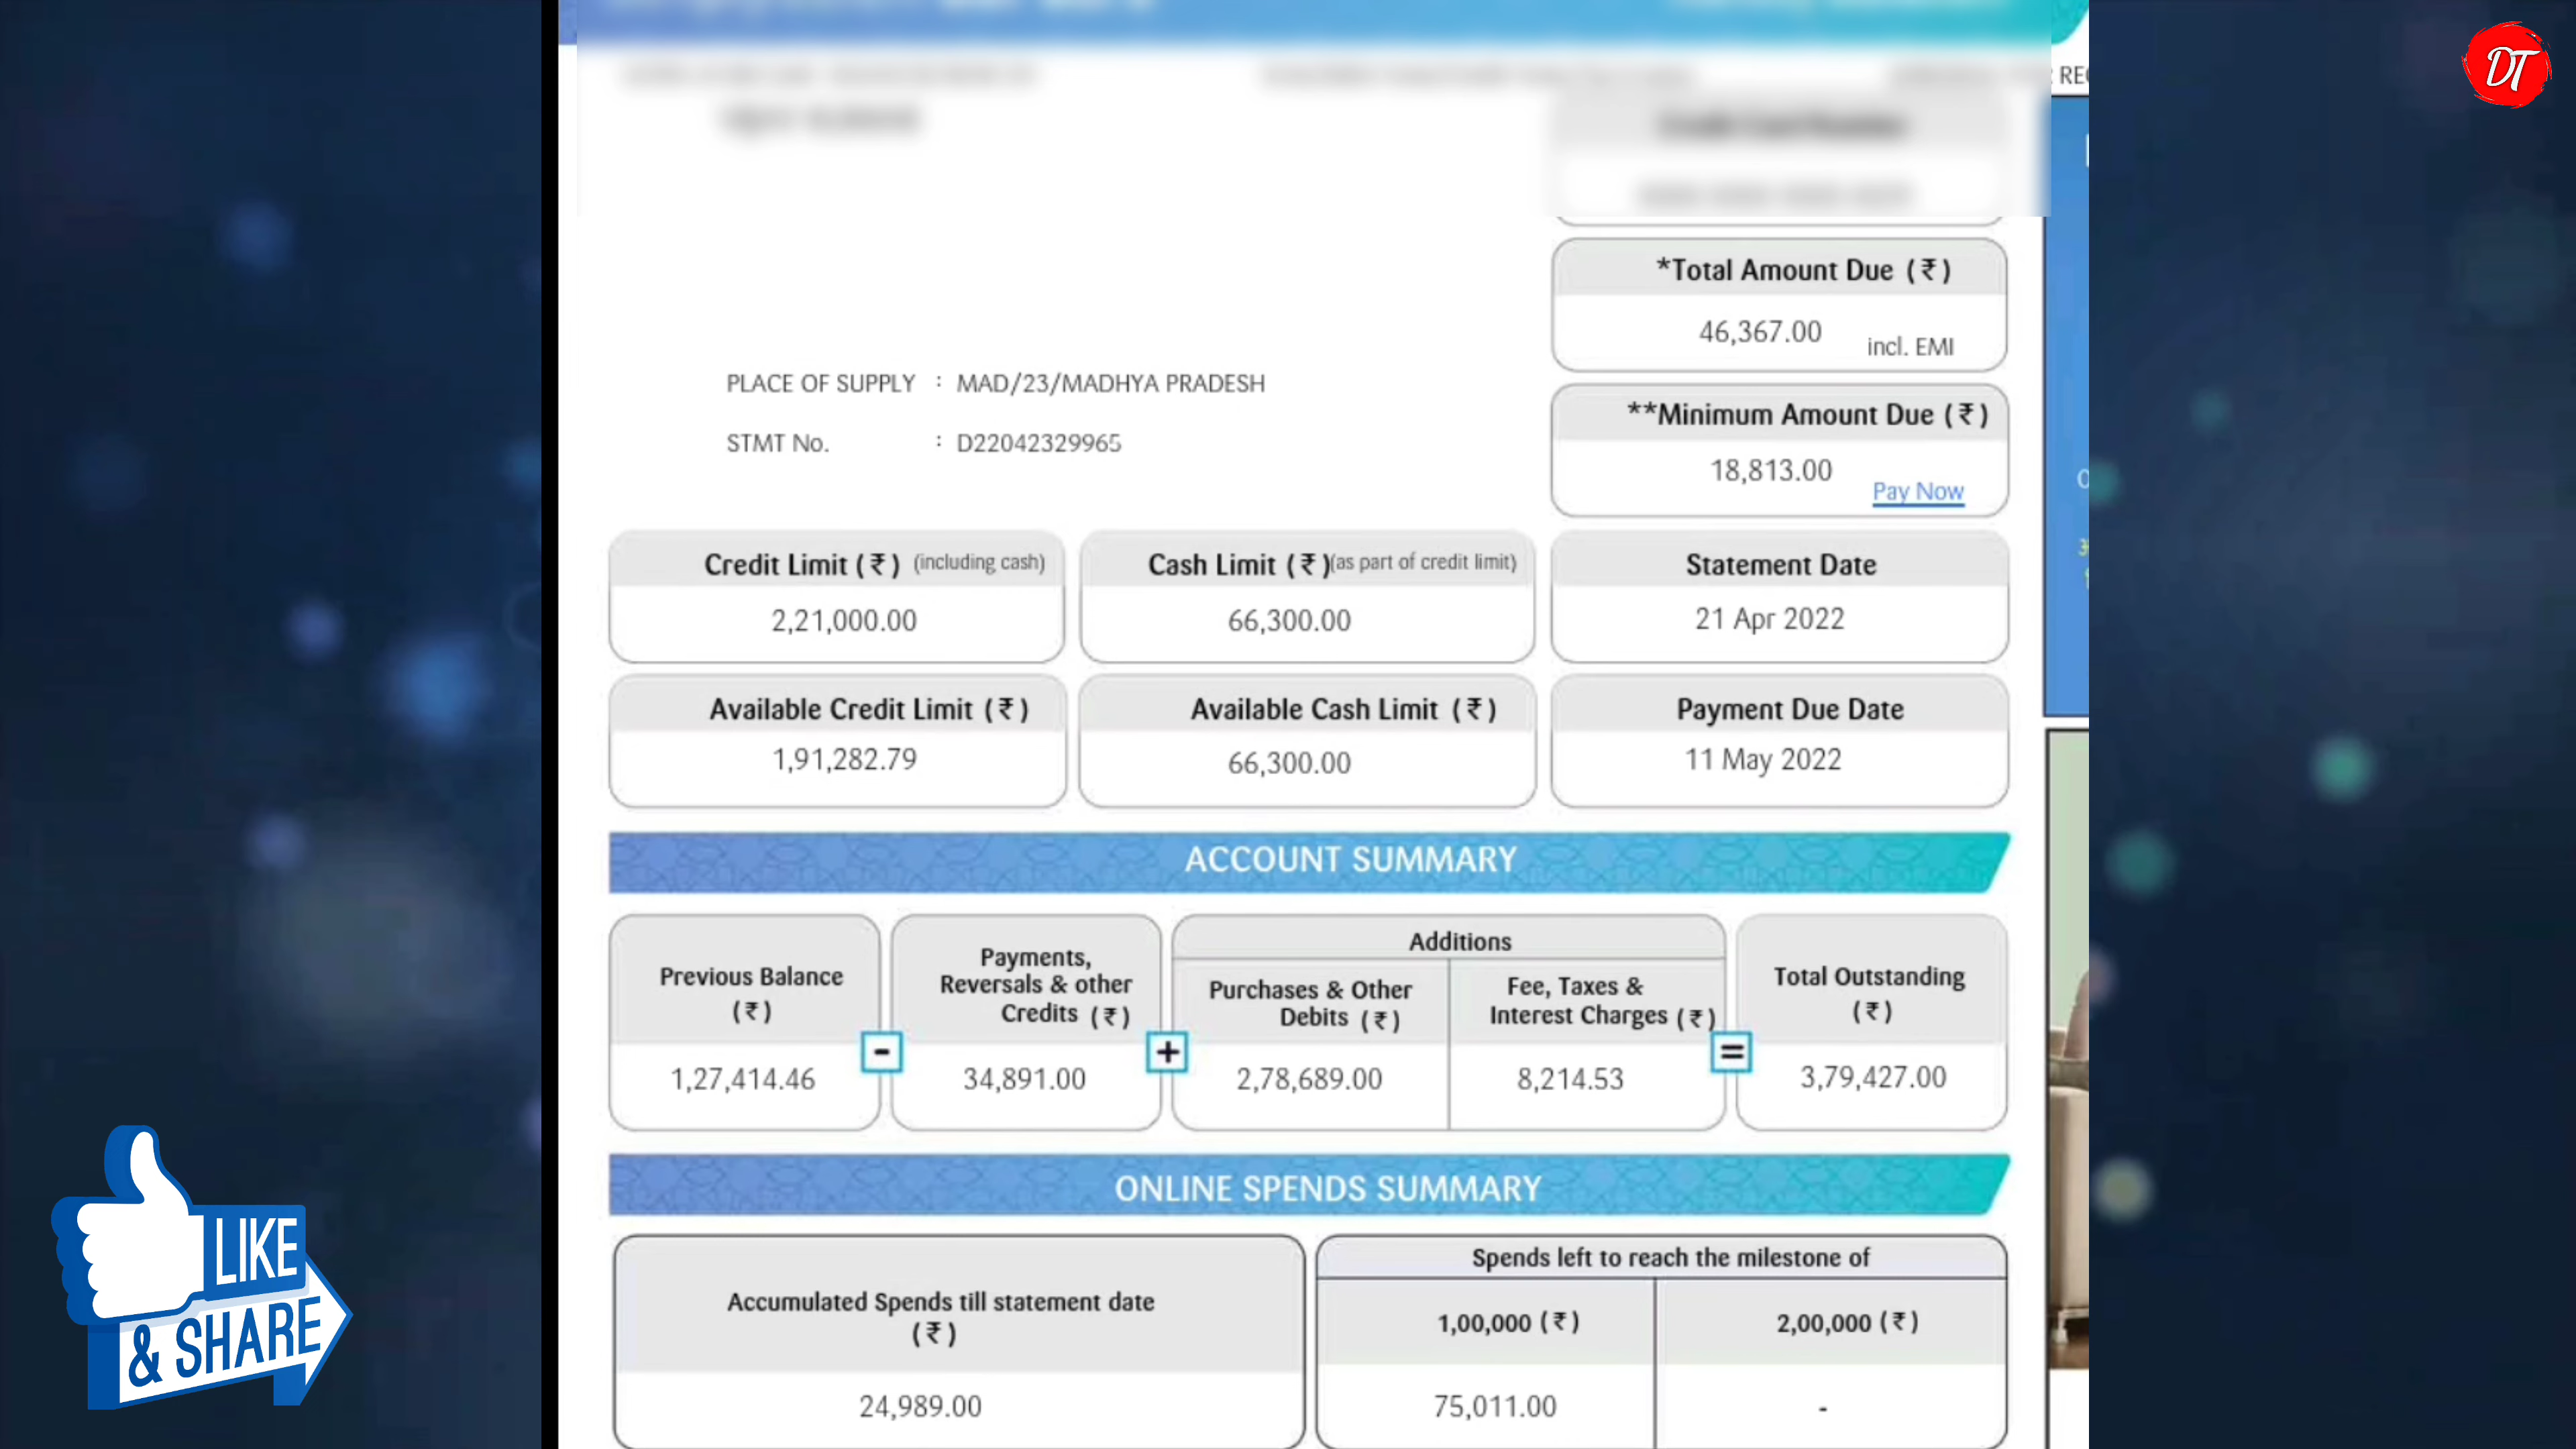 DT
*Total Amount Due (₹)
46,367.00 incl. EMI
PLACE OF SUPPLY : MAD/23/MADHYA PRADESH
**Minimum Amount Due (₹)
STMT No. : D22042329965
18,813.00 Pay Now
Credit Limit (₹) (including cash)
2,21,000.00
Cash Limit (₹)(as part of credit limit)
66,300.00
Statement Date
21 Apr 2022
Available Credit Limit (₹)
1,91,282.79
Available Cash Limit (₹)
66,300.00
Payment Due Date
11 May 2022
ACCOUNT SUMMARY
Previous Balance
(₹)
1,27,414.46
-
Payments,
Reversals & other
Credits (₹)
34,891.00
+
Additions
Purchases & Other
Debits (₹)
2,78,689.00
Fee, Taxes &
Interest Charges (₹)
8,214.53
=
Total Outstanding
(₹)
3,79,427.00
ONLINE SPENDS SUMMARY
Accumulated Spends till statement date
(₹)
24,989.00
Spends left to reach the milestone of
1,00,000 (₹)
75,011.00
2,00,000 (₹)
-
LIKE
& SHARE